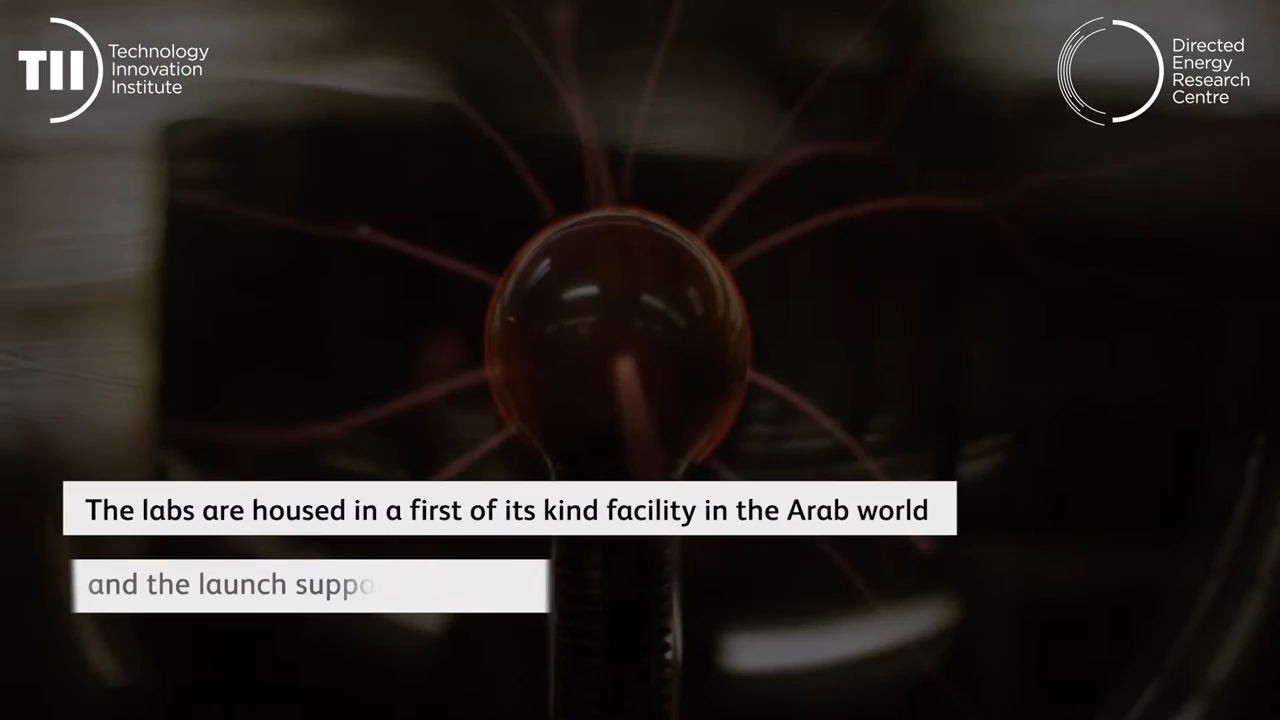 TII
Technology
Innovation
Institute
Directed
Energy
Research
Centre
The labs are housed in a first of its kind facility in the Arab world
and the launch